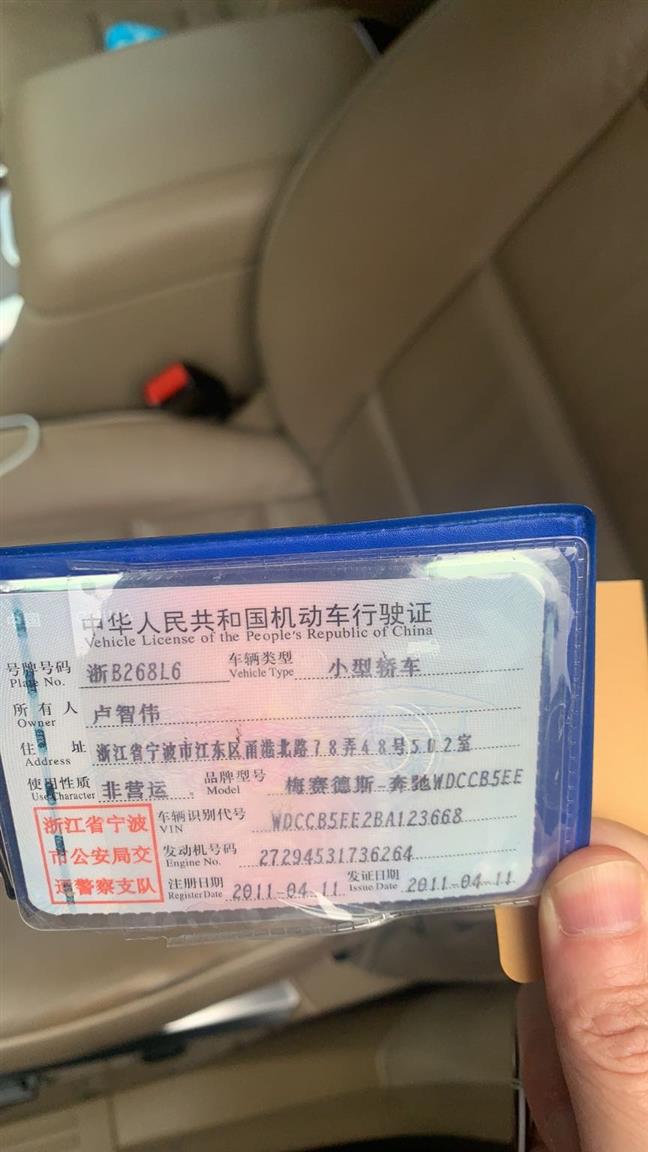 中华人民共和国机动车行驶证
Vehicle License of the People's Republic of China
号牌号码 浙B268L6 车辆类型 小型轿车
Plate No. Vehicle Type
所有人 卢智伟
Owner
住址 浙江省宁波市江东区甬港北路78弄48号502室
Address
使用性质 非营运 品牌型号 梅赛德斯-奔驰WDCCB5EE
Use Character Model
浙江省宁波
市公安局交
通警察支队
车辆识别代号 WDCCB5EE2BA123668
VIN
发动机号码 27294531736264
Engine No.
注册日期 2011-04-11 发证日期 2011-04-11
Register Date Issue Date